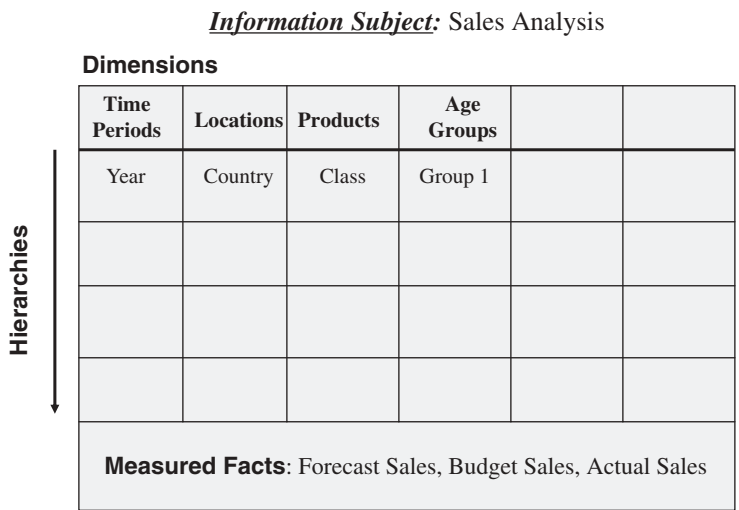 Information Subject: Sales Analysis
Dimensions
Time Periods Locations Products Age Groups
Year Country Class Group 1
Hierarchies
Measured Facts: Forecast Sales, Budget Sales, Actual Sales